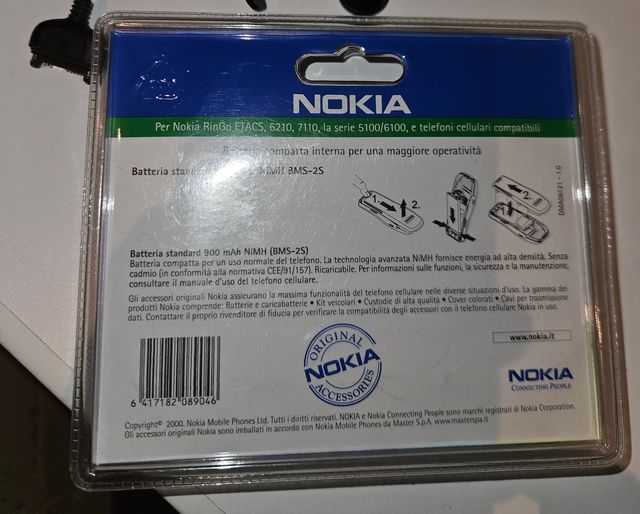 NOKIA
Per Nokia RinGo ETACS, 6210, 7110, la serie 5100/6100, e telefoni cellulari compatibili
Batteria compatta interna per una maggiore operatività
Batteria standard NiMH BMS-2S
1.
2.
2.
DMA06121 - 1.0
Batteria standard 900 mAh NiMH (BMS-2S)
Batteria compatta per un uso normale del telefono. La tecnologia avanzata NiMH fornisce energia ad alta densità. Senza
cadmio (in conformità alla normativa CEE/91/157). Ricaricabile. Per informazioni sulle funzioni, la sicurezza e la manutenzione,
consultare il manuale d'uso del telefono cellulare.
Gli accessori originali Nokia assicurano la massima funzionalità del telefono cellulare nelle diverse situazioni d'uso. La gamma dei
prodotti Nokia comprende: Batterie e caricabatterie • Kit veicolari • Custodie di alta qualità • Cover colorati • Cavi per trasmissione
dati. Contattare il proprio rivenditore di fiducia per verificare la compatibilità degli accessori con il telefono cellulare Nokia in uso.
ORIGINAL
NOKIA
ACCESSORIES
www.nokia.it
NOKIA
CONNECTING PEOPLE
6 417182 089046
Copyright© 2000. Nokia Mobile Phones Ltd. Tutti i diritti riservati. NOKIA e Nokia Connecting People sono marchi registrati di Nokia Corporation.
Gli accessori originali Nokia sono imballati in accordo con Nokia Mobile Phones da Master S.p.A. www.masterspa.it